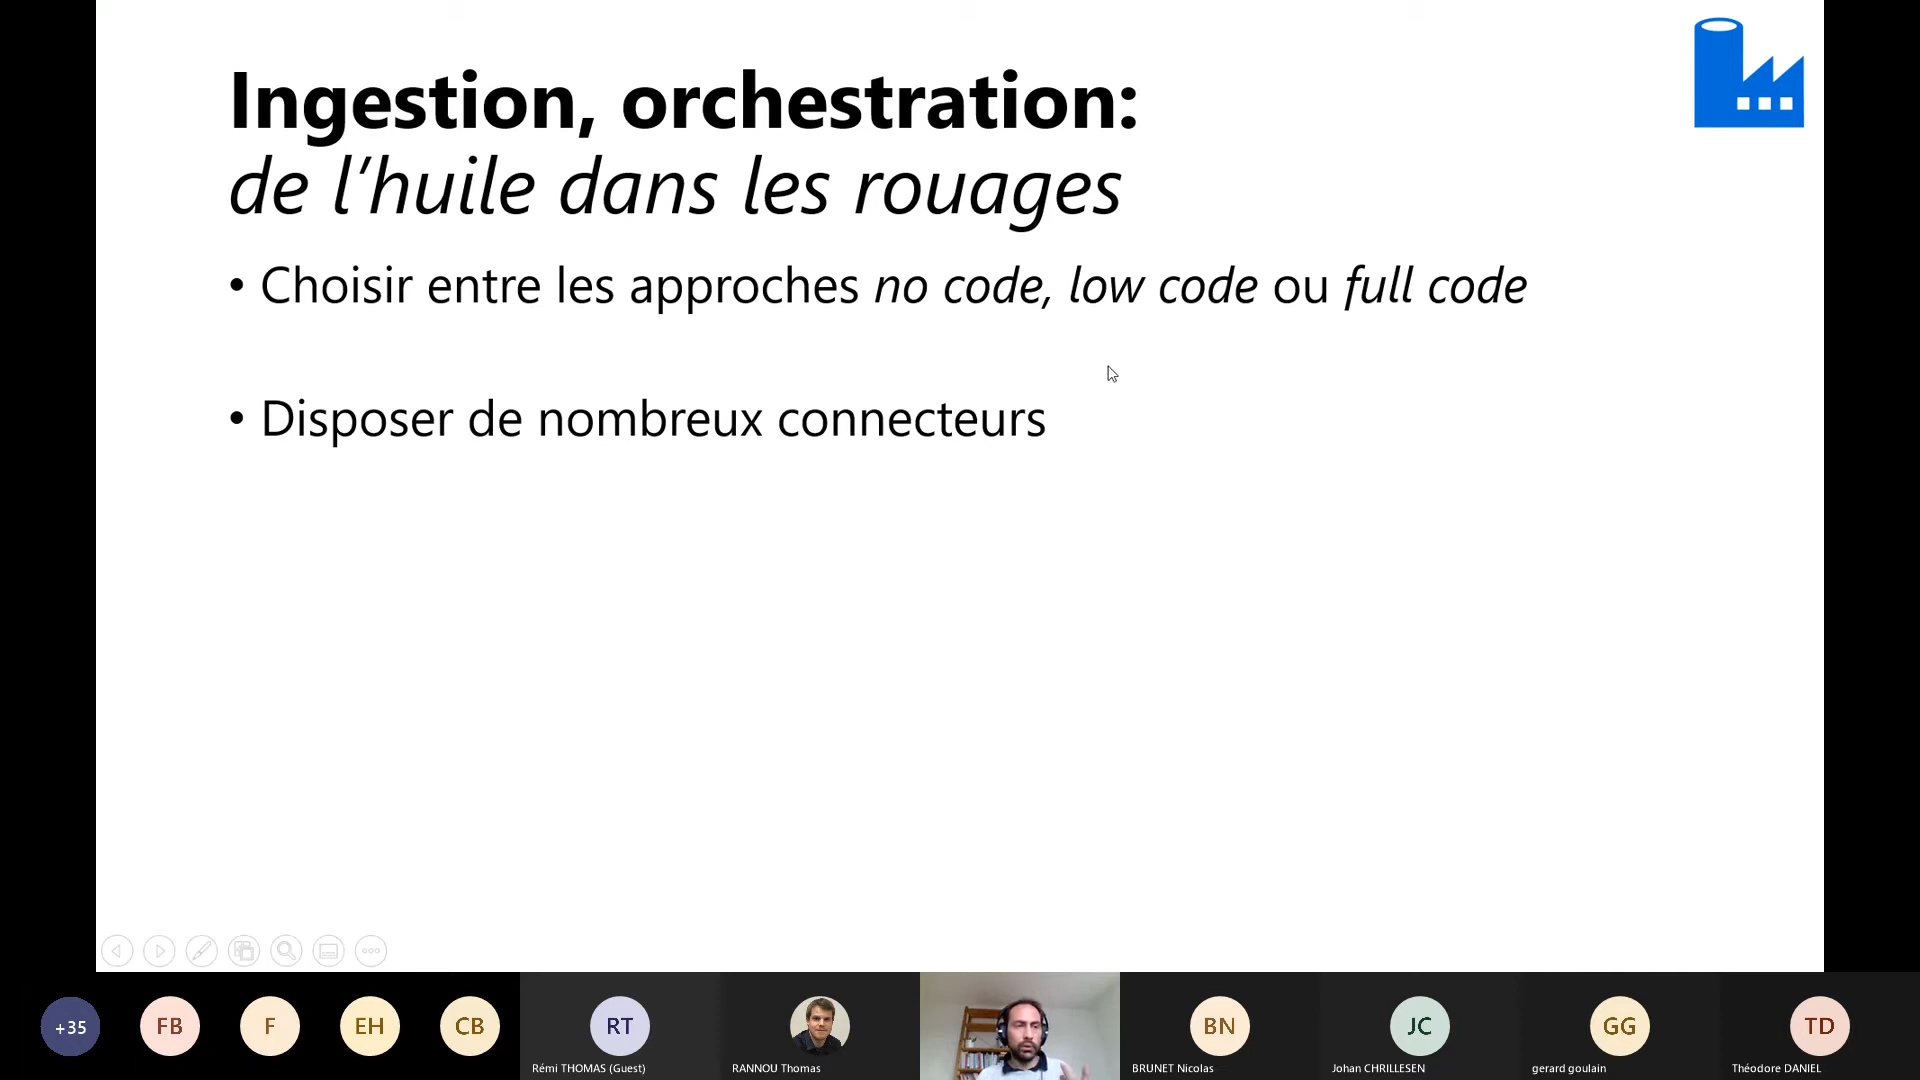 Ingestion, orchestration:
de l’huile dans les rouages
• Choisir entre les approches no code, low code ou full code
• Disposer de nombreux connecteurs
+35
FB
F
EH
CB
RT
BN
JC
GG
TD
Rémi THOMAS (Guest)
RANNOU Thomas
BRUNET Nicolas
Johan CHRILLESEN
gerard goulain
Théodore DANIEL